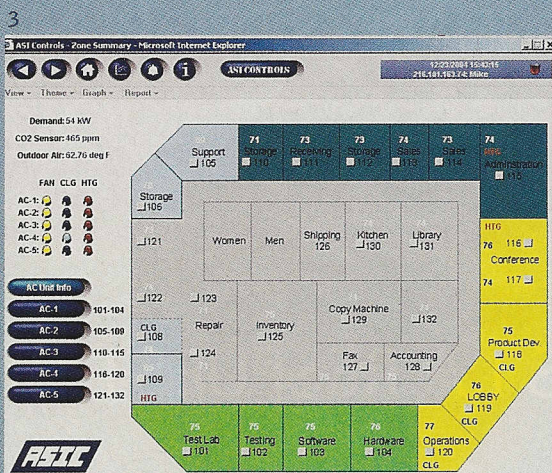 3
ASI Controls - Zone Summary - Microsoft Internet Explorer
ASI CONTROLS
12/23/2004 15:43:15
216.101.163.74: Mike
View Theme Graph Report
Demand: 54 kW
CO2 Sensor: 465 ppm
Outdoor Air: 62.76 deg F
FAN CLG HTG
AC-1:
AC-2:
AC-3:
AC-4:
AC-5:
AC Unit Info
AC-1 101-104
AC-2 105-109
AC-3 110-115
AC-4 116-120
AC-5 121-132
ASIC
Support
105
71
Storage
110
73
Receiving
111
73
Storage
112
74
Sales
113
73
Sales
114
74
HTG
Adminstration
115
Storage
106
121
Women
Men
Shipping
126
Kitchen
130
Library
131
HTG
76 116
Conference
74 117
122
123
CLG
108
Repair
124
Inventory
125
Copy Machine
129
132
Fax
127
Accounting
128
109
HTG
75
Product Dev.
118
CLG
76
LOBBY
119
CLG
75
Test Lab
101
75
Testing
102
75
Software
103
76
Hardware
104
77
Operations
120
CLG